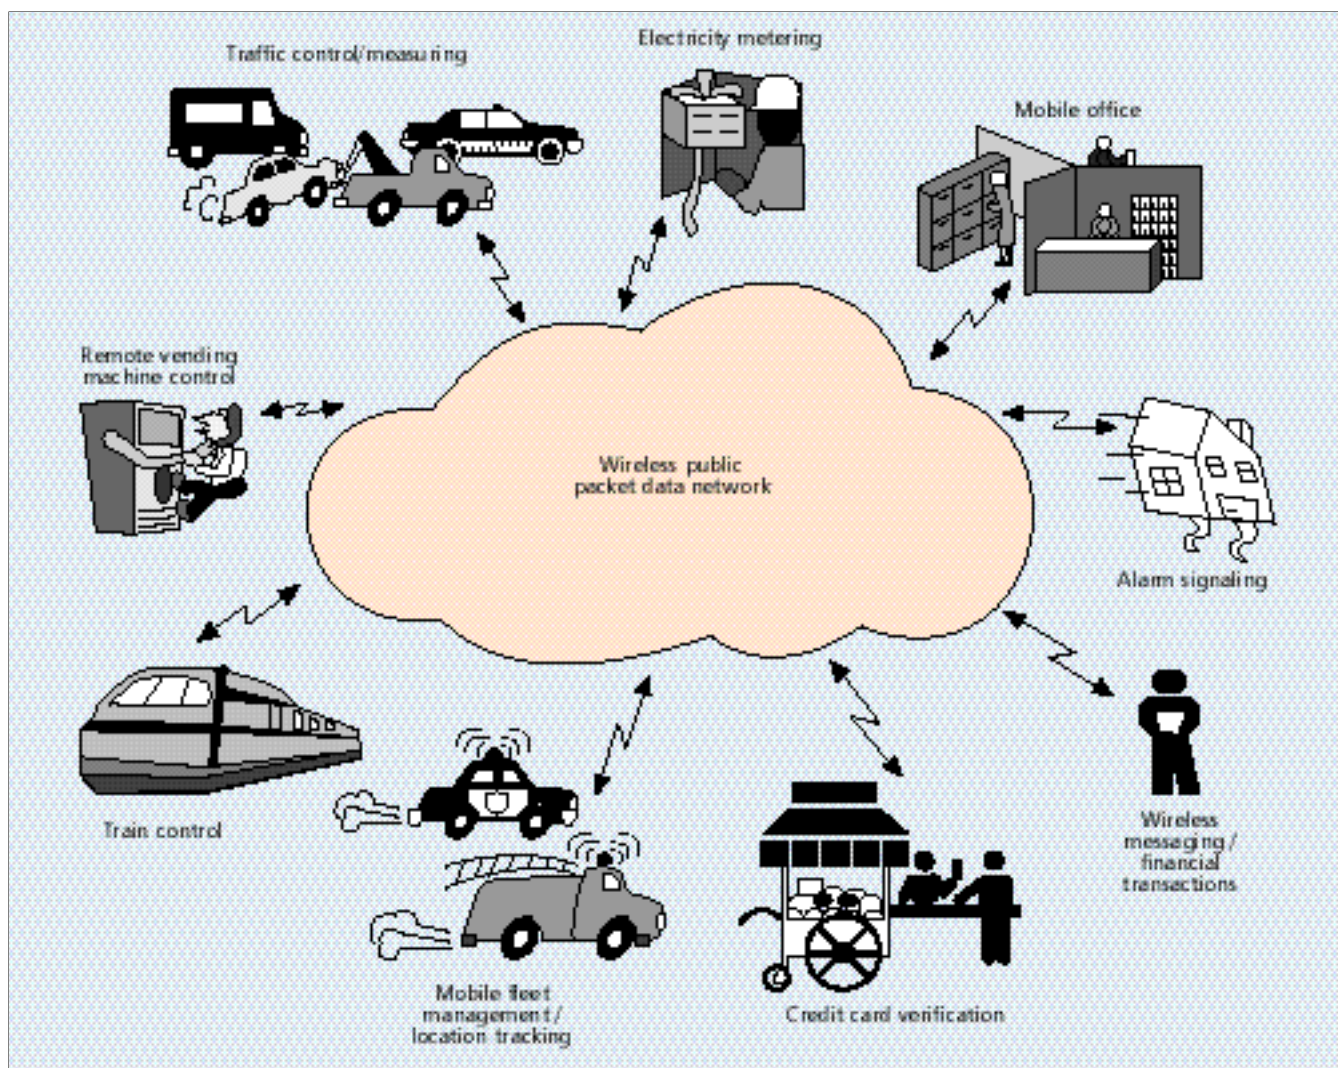 Traffic control/measuring
Electricity metering
Mobile office
Remote vending
machine control
Wireless public
packet data network
Alarm signaling
Train control
Wireless
messaging/
financial
transactions
Mobile fleet
management/
location tracking
Credit card verification